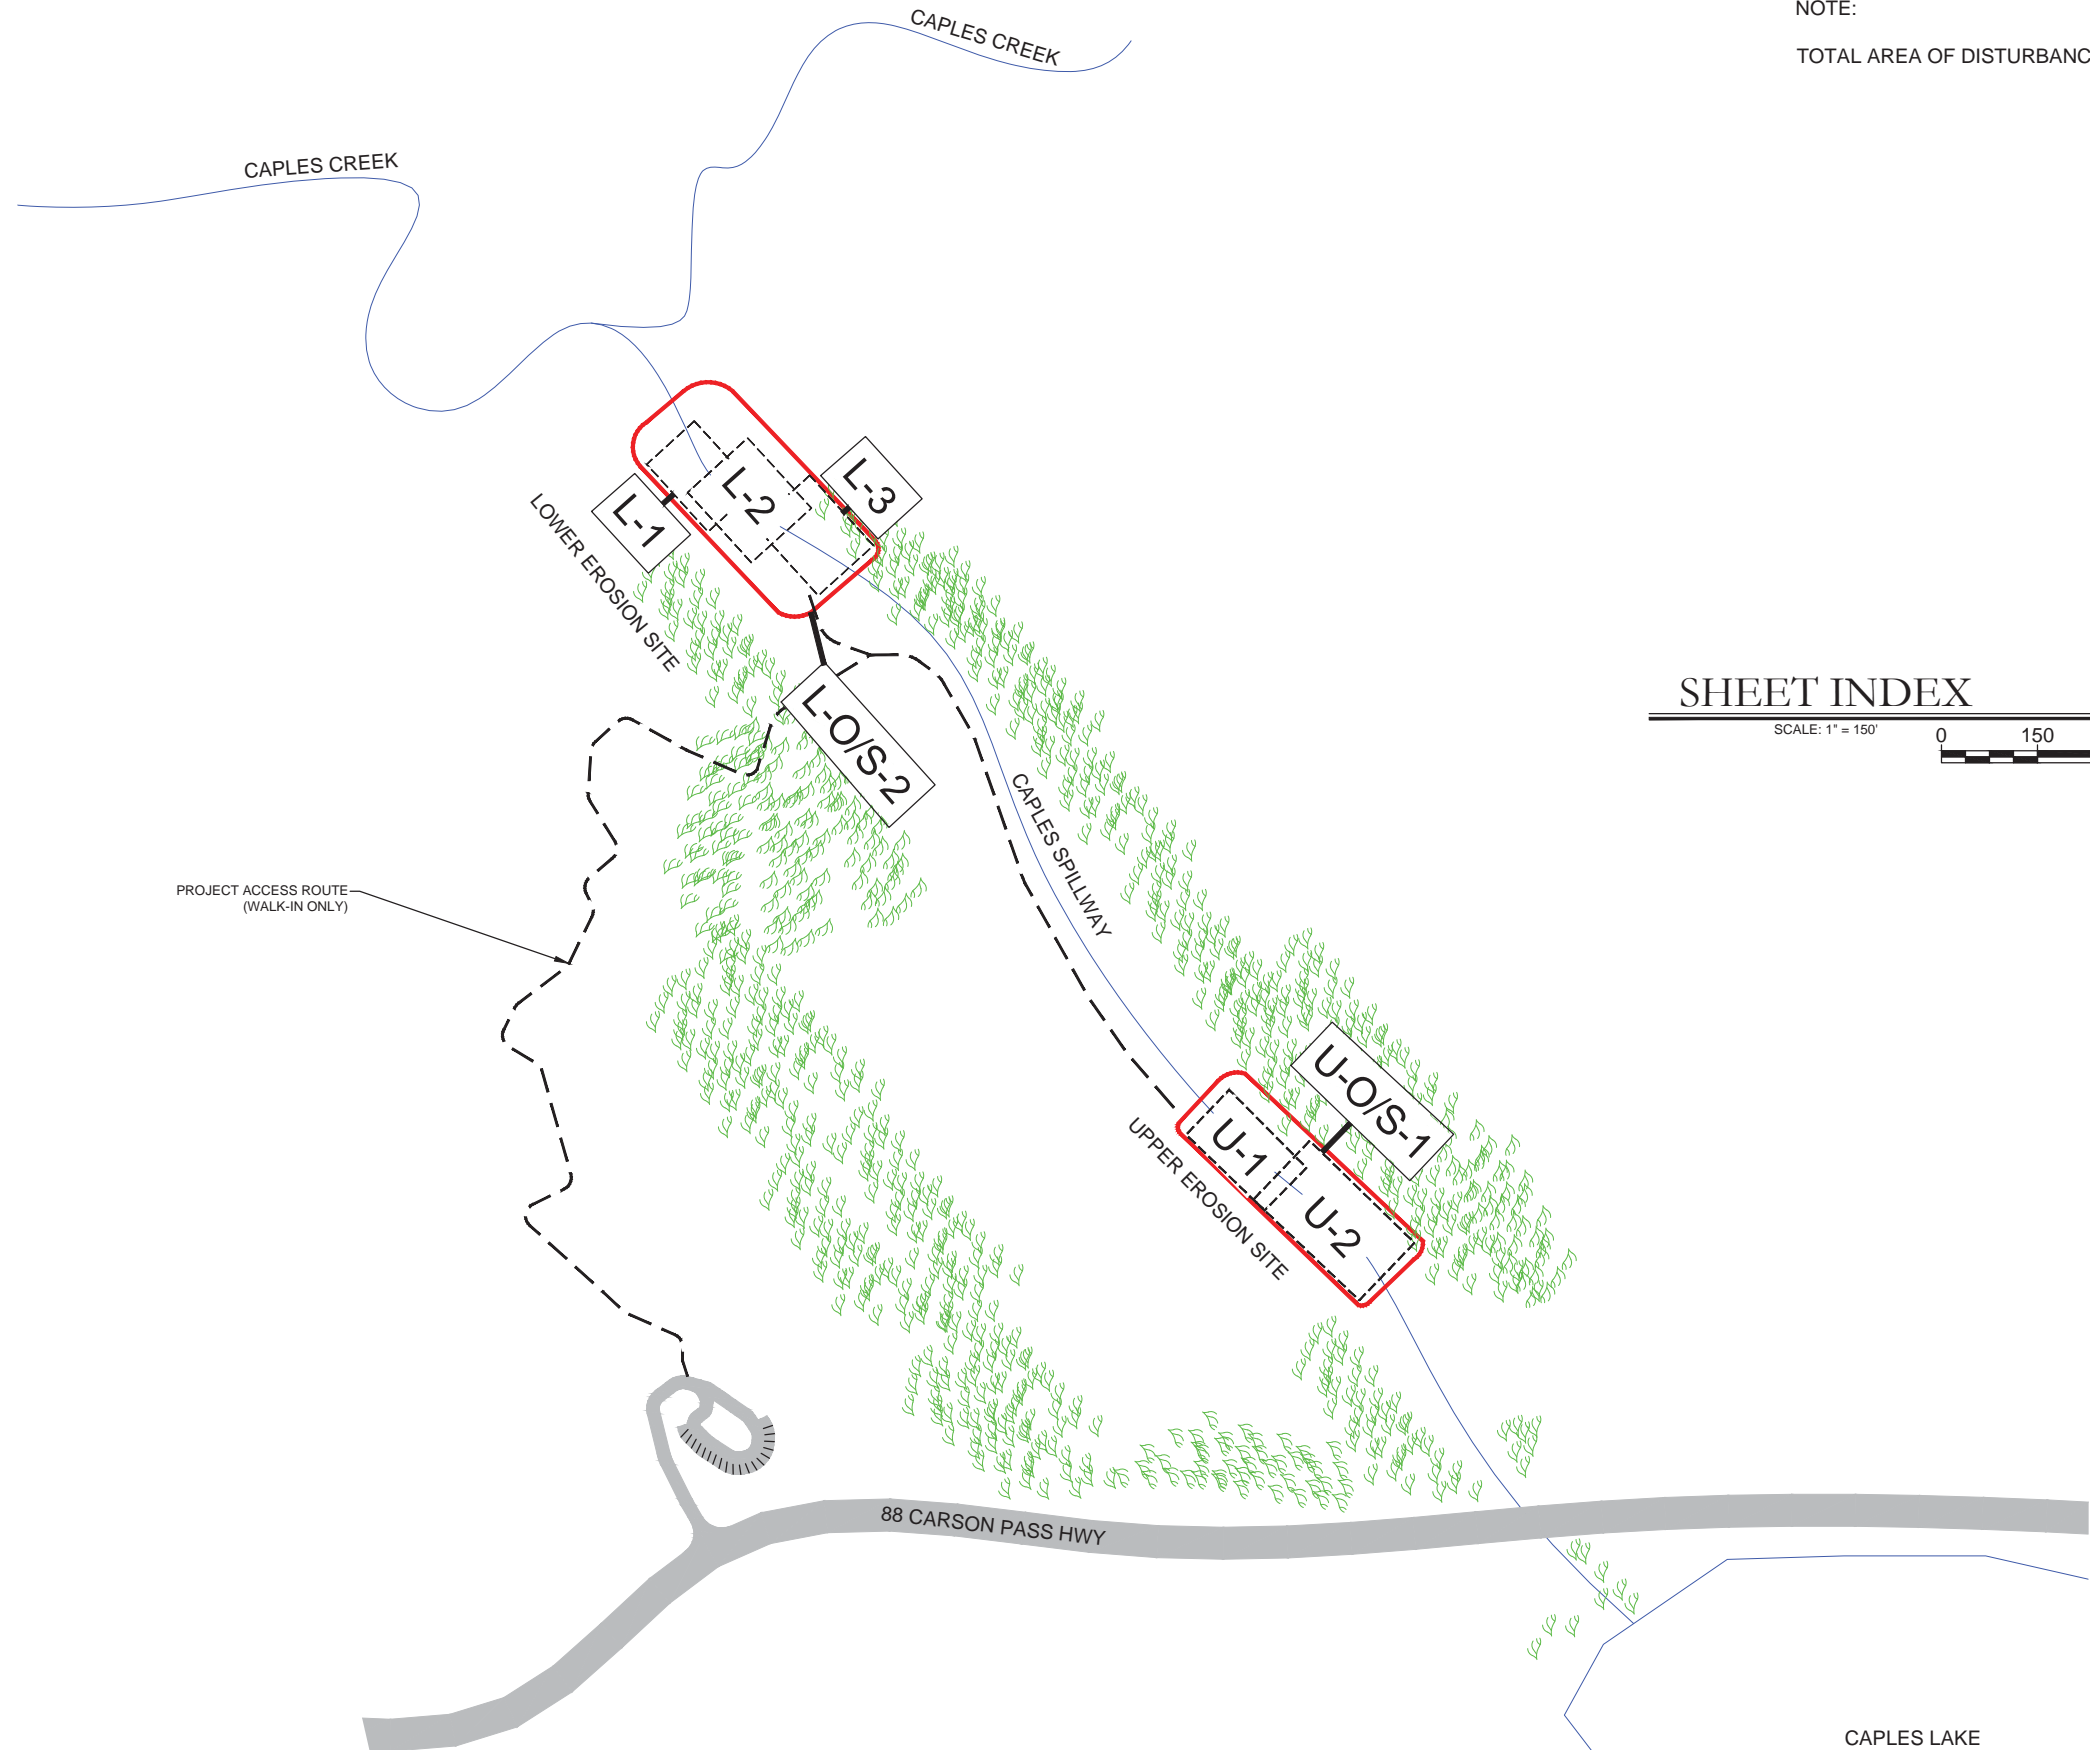 NOTE:
TOTAL AREA OF DISTURBANC
CAPLES CREEK
CAPLES CREEK
L-3
L-2
L-1
LOWER EROSION SITE
L-O/S-2
SHEET INDEX
SCALE: 1" = 150'
0 150
CAPLES SPILLWAY
PROJECT ACCESS ROUTE
(WALK-IN ONLY)
U-O/S-1
U-1
U-2
UPPER EROSION SITE
88 CARSON PASS HWY
CAPLES LAKE